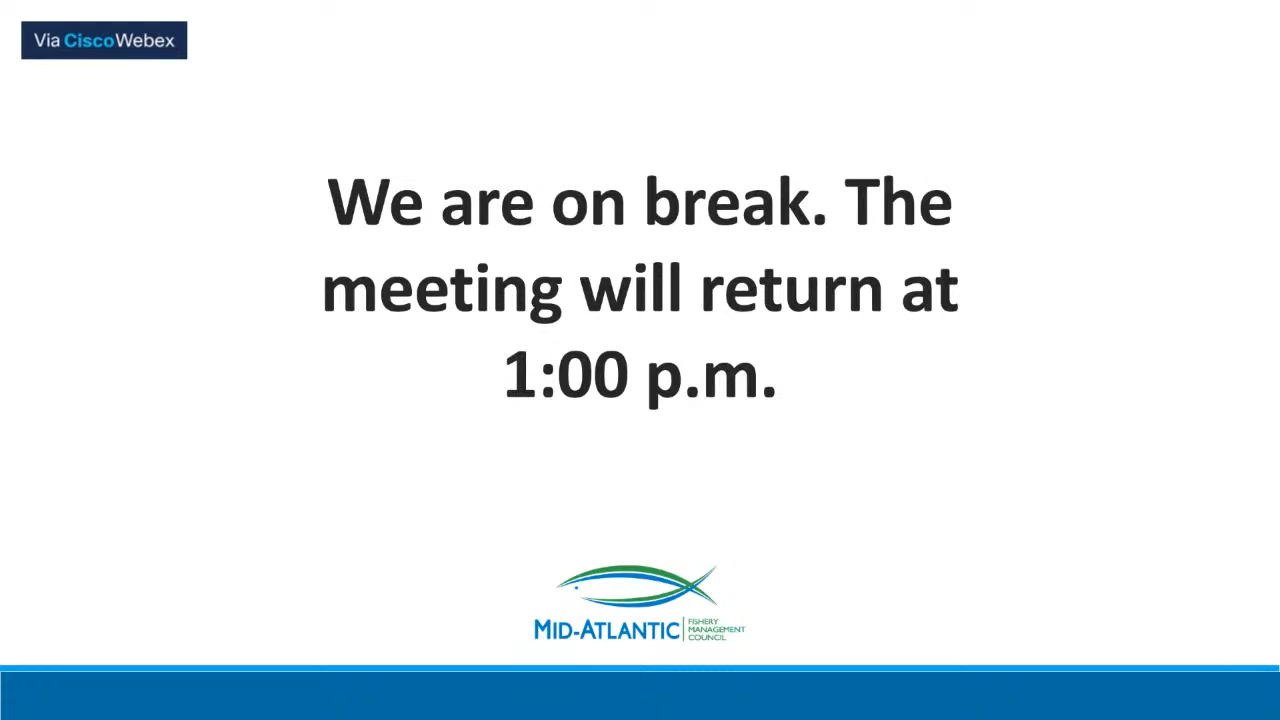 Via CiscoWebex
We are on break. The
meeting will return at
1:00 p.m.
MID-ATLANTIC
FISHERY
MANAGEMENT
COUNCIL